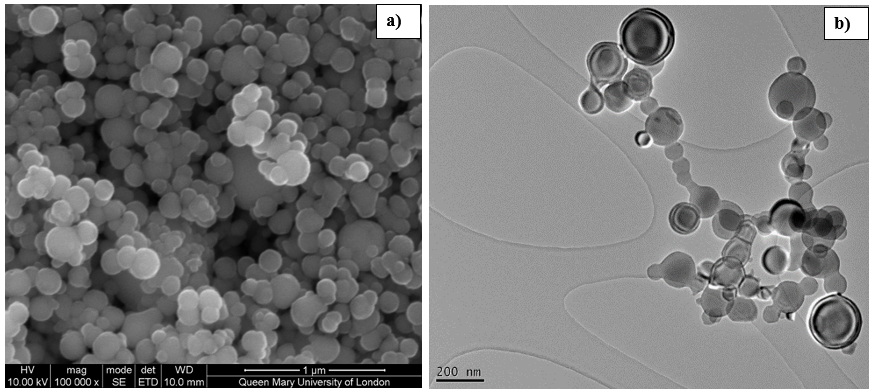 a)
b)
HV mag mode det WD 1 µm
10.00 kV 100 000 x SE ETD 10.0 mm Queen Mary University of London
200 nm